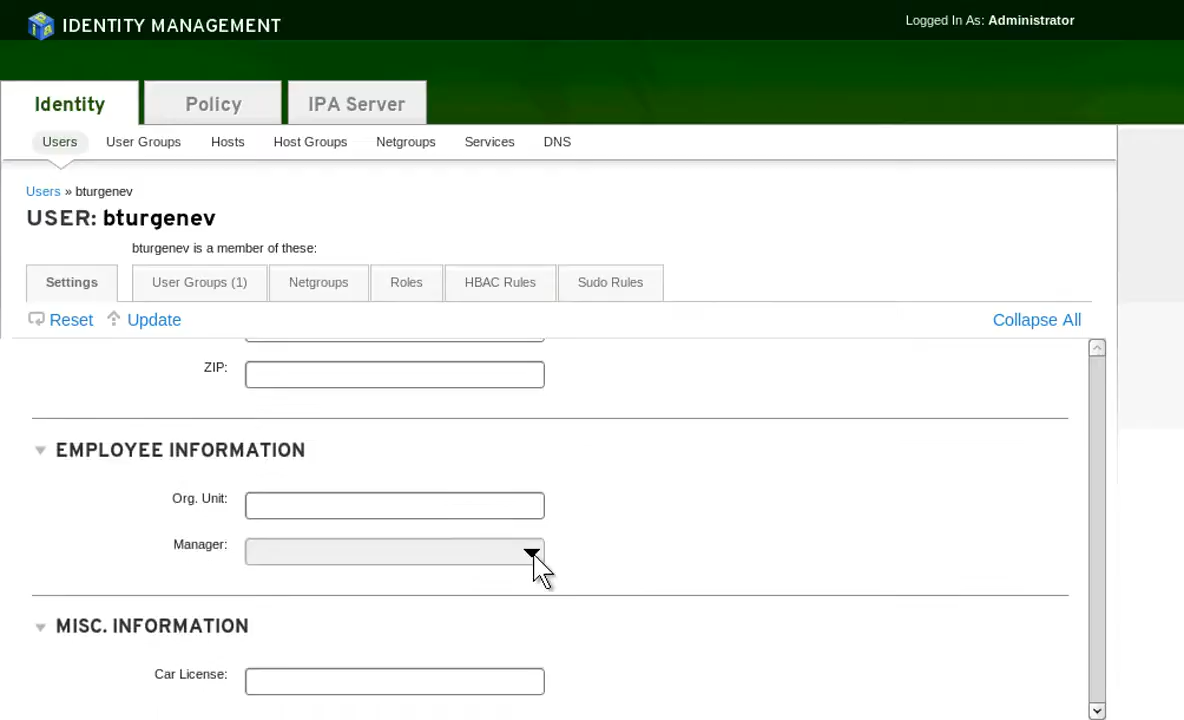 IDENTITY MANAGEMENT
Logged In As: Administrator
Identity Policy IPA Server
Users User Groups Hosts Host Groups Netgroups Services DNS
Users » bturgenev
USER: bturgenev
bturgenev is a member of these:
Settings User Groups (1) Netgroups Roles HBAC Rules Sudo Rules
Reset Update Collapse All
ZIP:
EMPLOYEE INFORMATION
Org. Unit:
Manager:
MISC. INFORMATION
Car License: